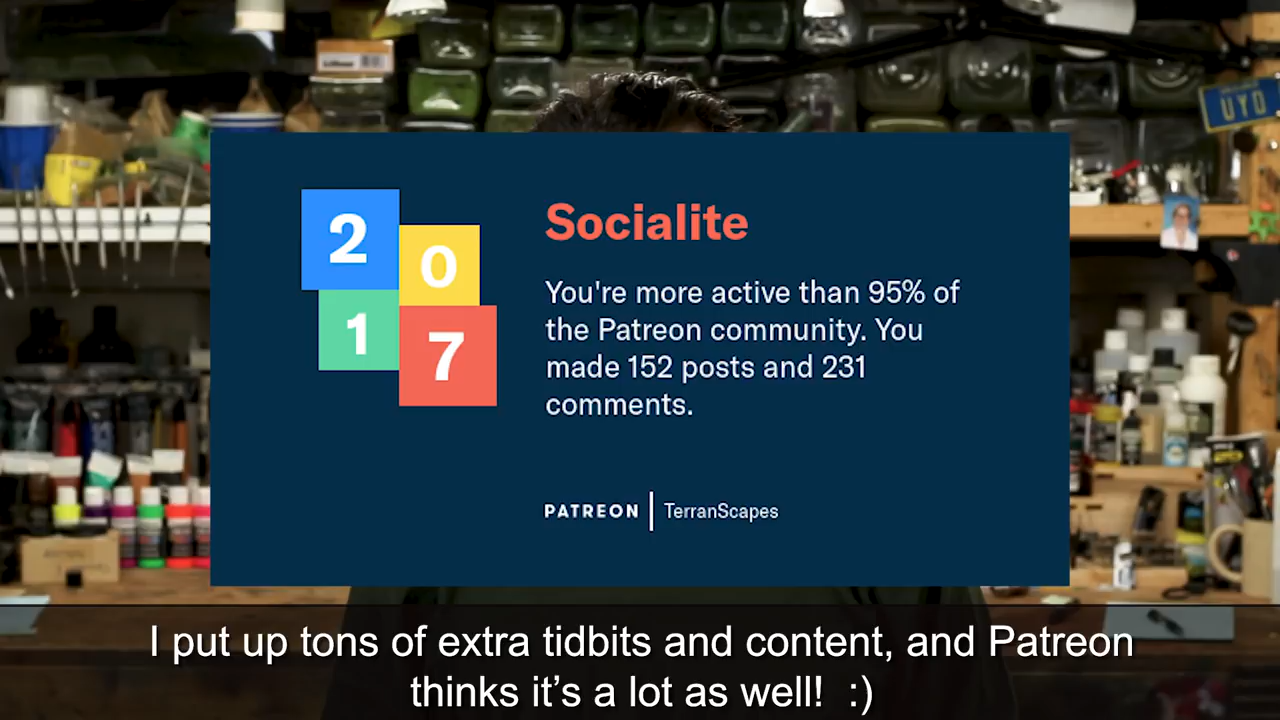 UYO
2
0
1
7
Socialite
You're more active than 95% of
the Patreon community. You
made 152 posts and 231
comments.
PATREON | TerranScapes
I put up tons of extra tidbits and content, and Patreon
thinks it’s a lot as well!  :)